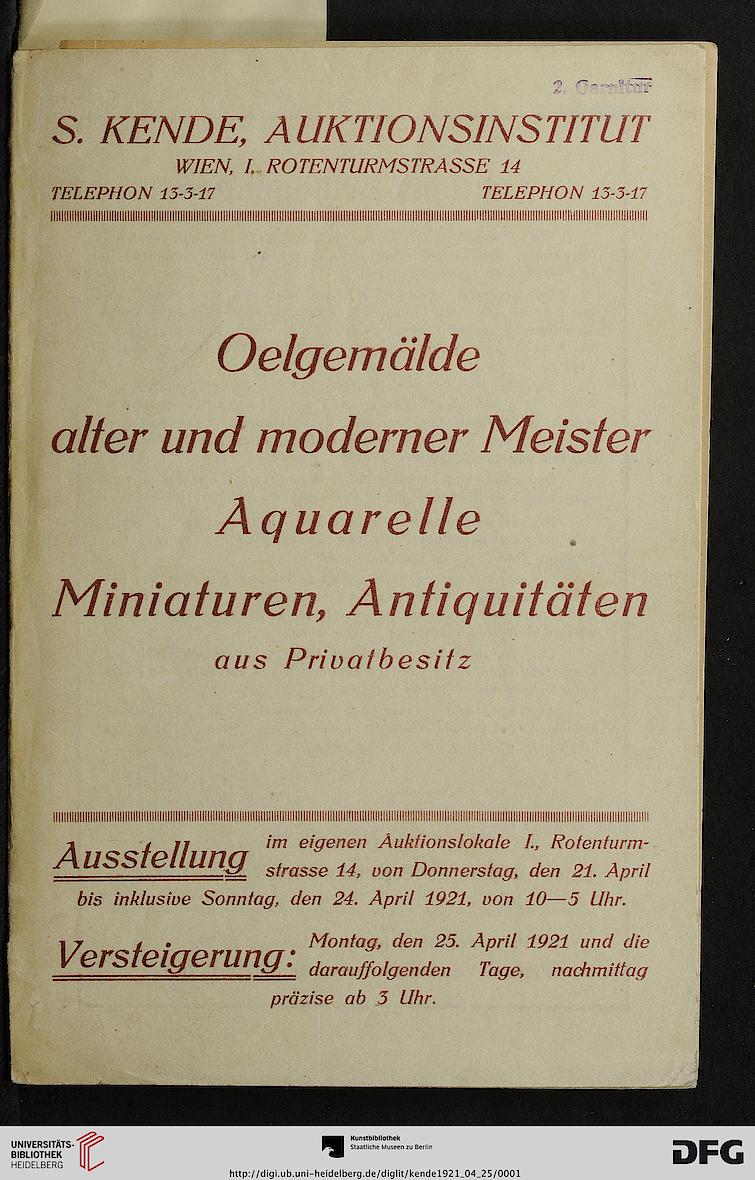 2. Garnitur
S. KENDE, AUKTIONSINSTITUT
WIEN, I. ROTENTURMSTRASSE 14
TELEPHON 13-3-17 TELEPHON 13-3-17
Oelgemälde
alter und moderner Meister
Aquarelle
Miniaturen, Antiquitäten
aus Privatbesitz
Ausstellung im eigenen Auktionslokale I., Rotenturm-
strasse 14, von Donnerstag, den 21. April
bis inklusive Sonntag, den 24. April 1921, von 10—5 Uhr.
Versteigerung: Montag, den 25. April 1921 und die
darauffolgenden Tage, nachmittag
präzise ab 3 Uhr.
UNIVERSITÄTS-
BIBLIOTHEK
HEIDELBERG
Kunstbibliothek
Staatliche Museen zu Berlin
DFG
http://digi.ub.uni-heidelberg.de/diglit/kende1921_04_25/0001